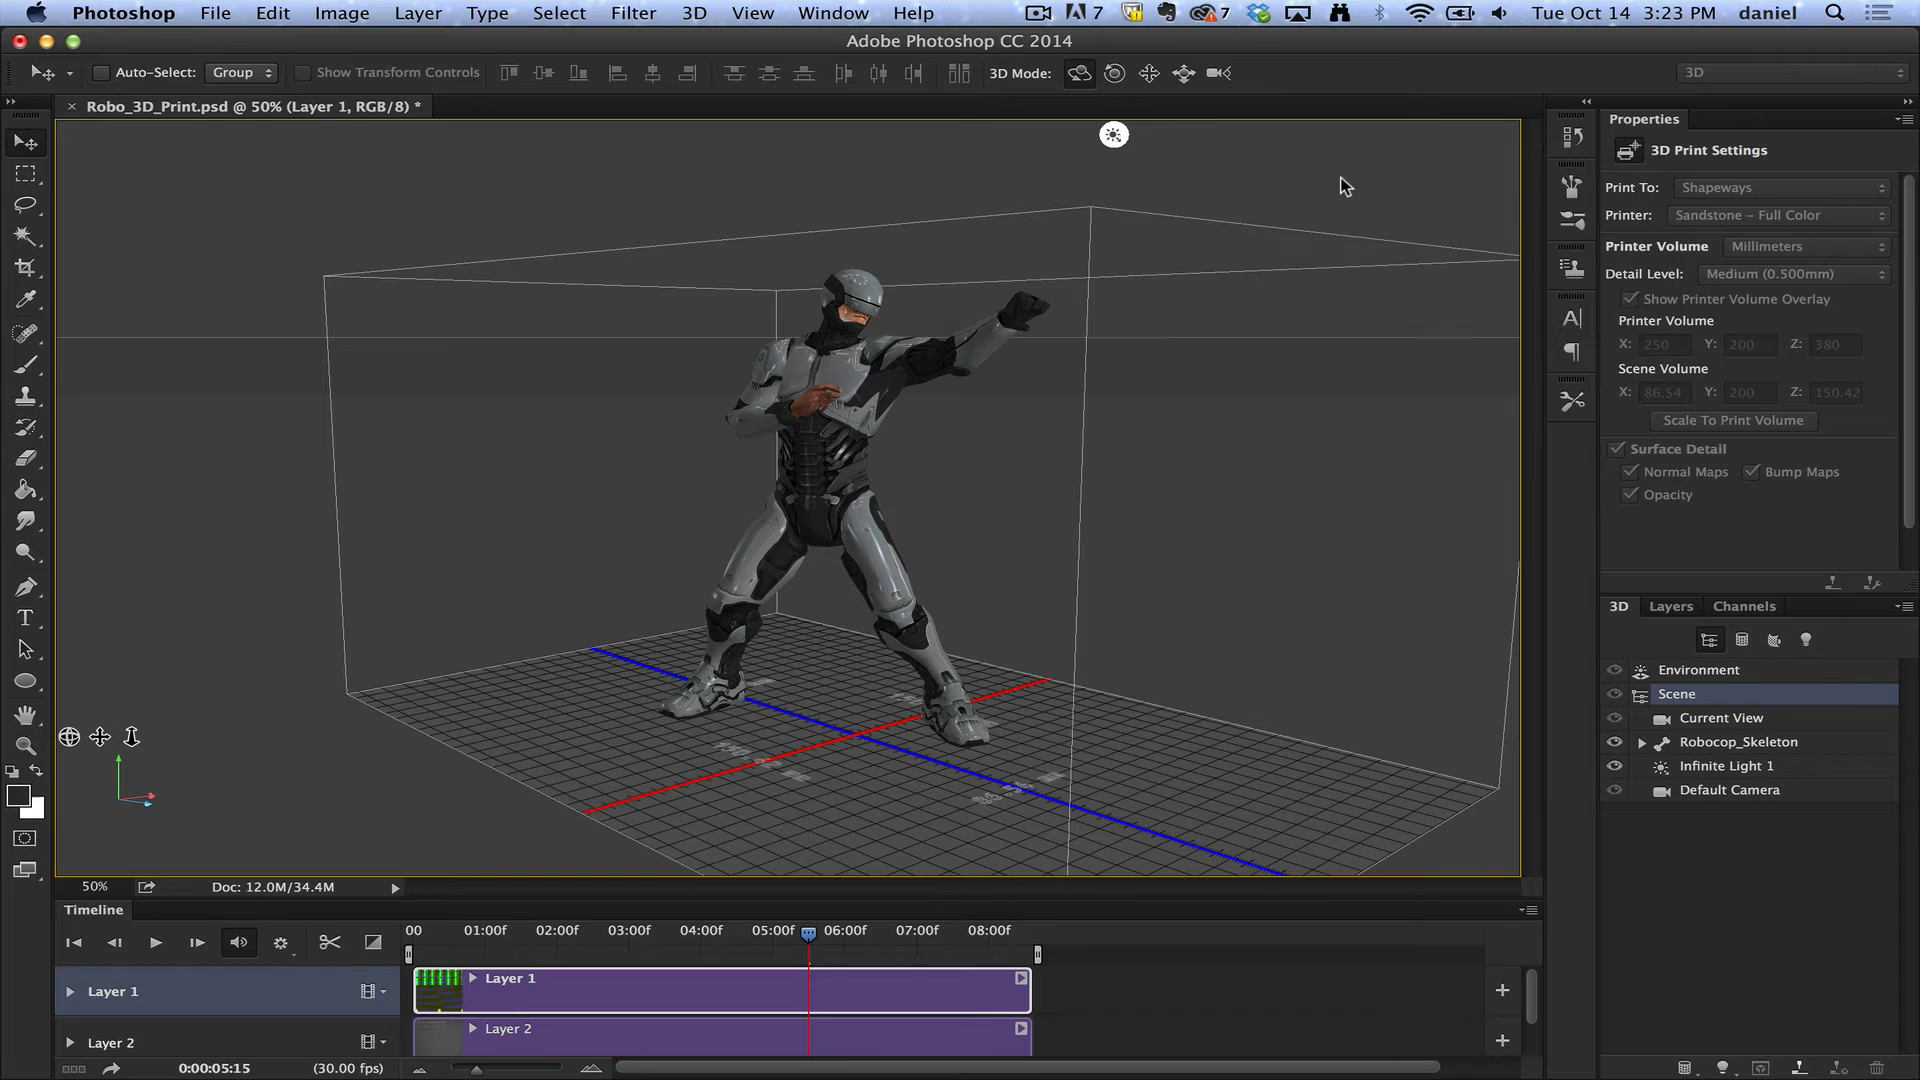 Photoshop File Edit Image Layer Type Select Filter 3D View Window Help 7 7 Tue Oct 14 3:23 PM daniel
Adobe Photoshop CC 2014
Auto-Select: Group Show Transform Controls 3D Mode: 3D
Robo_3D_Print.psd @ 50% (Layer 1, RGB/8) *
Properties
3D Print Settings
Print To: Shapeways
Printer: Sandstone - Full Color
Printer Volume Millimeters
Detail Level: Medium (0.500mm)
Show Printer Volume Overlay
Printer Volume
X: 250 Y: 200 Z: 380
Scene Volume
X: 86.54 Y: 200 Z: 150.42
Scale To Print Volume
Surface Detail
Normal Maps Bump Maps
Opacity
3D Layers Channels
Environment
Scene
Current View
Robocop_Skeleton
Infinite Light 1
Default Camera
50% Doc: 12.0M/34.4M
Timeline
00 01:00f 02:00f 03:00f 04:00f 05:00f 06:00f 07:00f 08:00f
Layer 1 Layer 1
Layer 2 Layer 2
0:00:05:15 (30.00 fps)